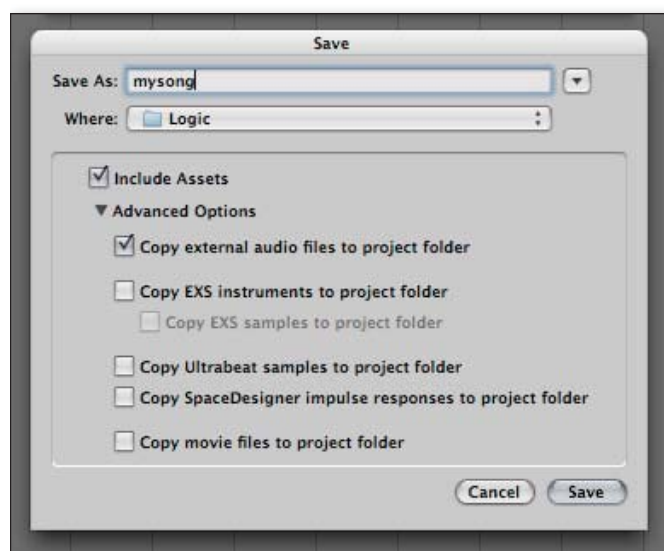 Save
Save As: mysong
Where: Logic
Include Assets
Advanced Options
Copy external audio files to project folder
Copy EXS instruments to project folder
Copy EXS samples to project folder
Copy Ultrabeat samples to project folder
Copy SpaceDesigner impulse responses to project folder
Copy movie files to project folder
Cancel Save